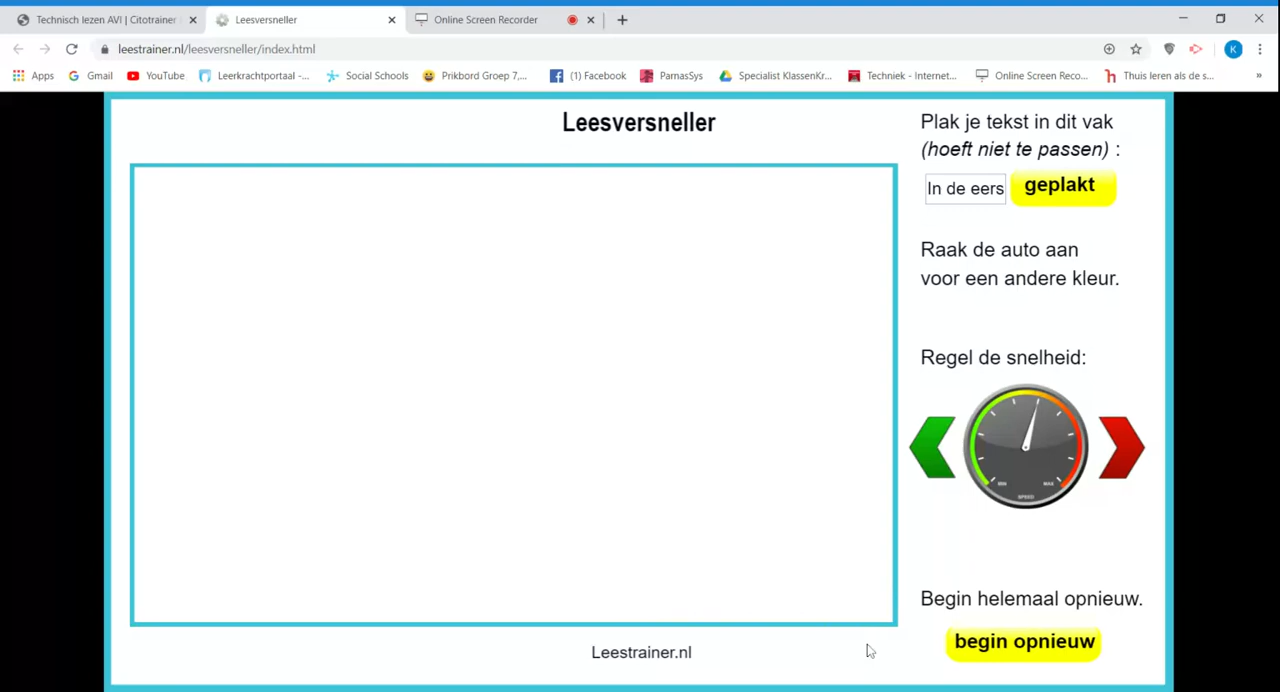 Technisch lezen AVI | Citotrainer
Leesversneller
Online Screen Recorder
leestrainer.nl/leesversneller/index.html
K
Apps
Gmail
YouTube
Leerkrachtportaal -...
Social Schools
Prikbord Groep 7,...
(1) Facebook
ParnasSys
Specialist KlassenKr...
Techniek - Internet...
Online Screen Reco...
Thuis leren als de s...
»
Leesversneller
Plak je tekst in dit vak
(hoeft niet te passen) :
In de eers
geplakt
Raak de auto aan
voor een andere kleur.
Regel de snelheid:
MIN
MAX
SPEED
Begin helemaal opnieuw.
begin opnieuw
Leestrainer.nl